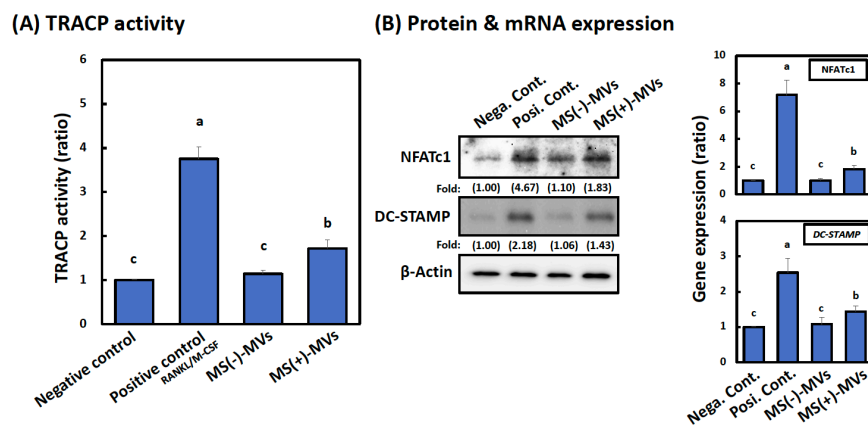 (A) TRACP activity
TRACP activity (ratio)
6
5
4
3
2
1
0
c
a
c
b
Negative control
Positive control
RANKL/M-CSF
MS(-)-MVs
MS(+)-MVs
(B) Protein & mRNA expression
Nega. Cont.
Posi. Cont.
MS(-)-MVs
MS(+)-MVs
NFATc1
Fold: (1.00) (4.67) (1.10) (1.83)
DC-STAMP
Fold: (1.00) (2.18) (1.06) (1.43)
β-Actin
Gene expression (ratio)
10
8
6
4
2
0
NFATc1
c
a
c
b
4
3
2
1
0
DC-STAMP
c
a
c
b
Nega. Cont.
Posi. Cont.
MS(-)-MVs
MS(+)-MVs